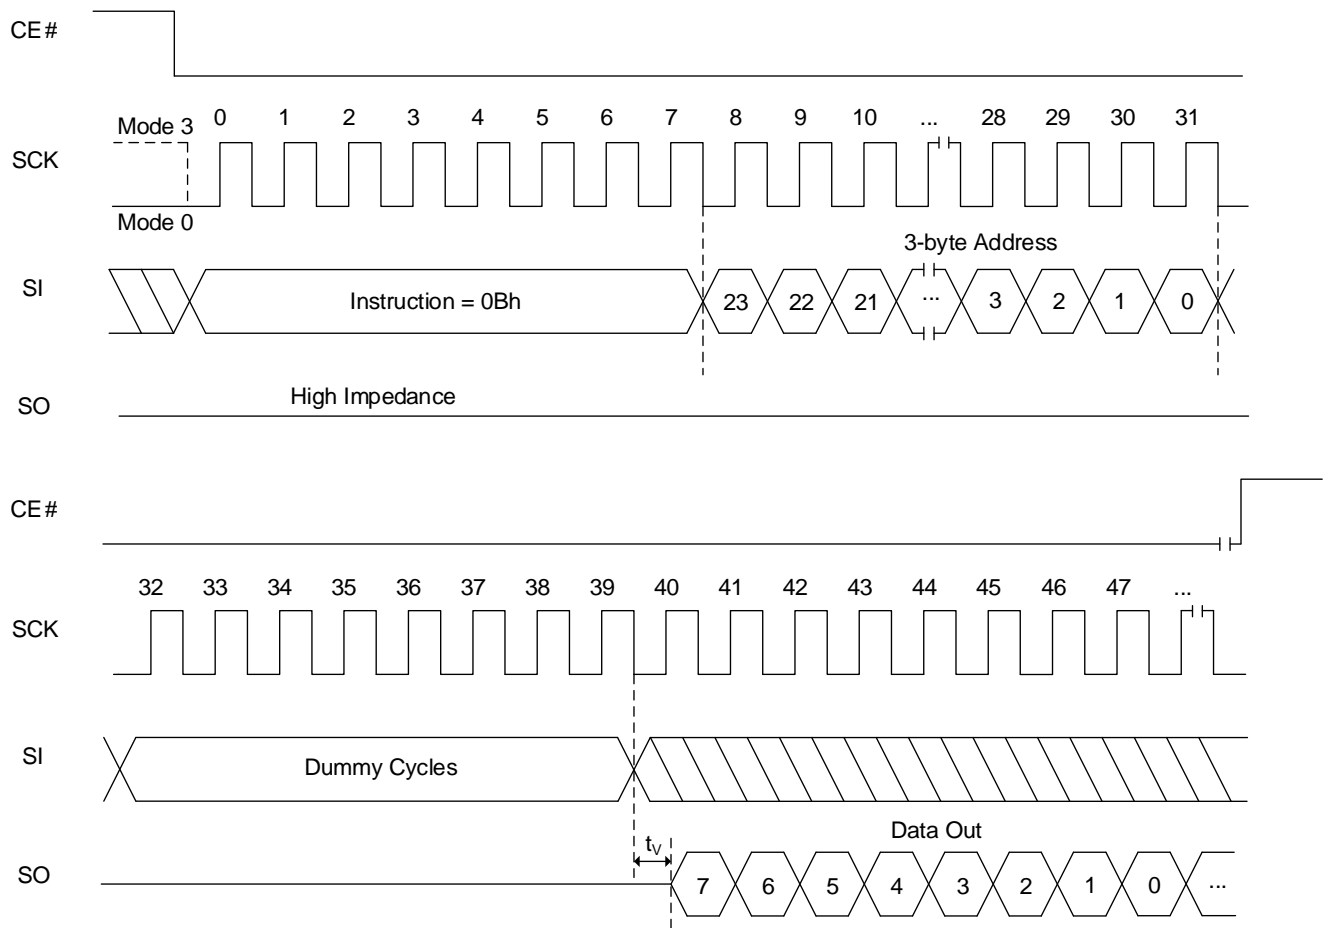 CE#
Mode 3 0 1 2 3 4 5 6 7 8 9 10 ... 28 29 30 31
SCK
Mode 0
3-byte Address
SI Instruction = 0Bh 23 22 21 ... 3 2 1 0
High Impedance
SO
CE#
32 33 34 35 36 37 38 39 40 41 42 43 44 45 46 47 ...
SCK
SI Dummy Cycles
Data Out
tV
SO 7 6 5 4 3 2 1 0 ...